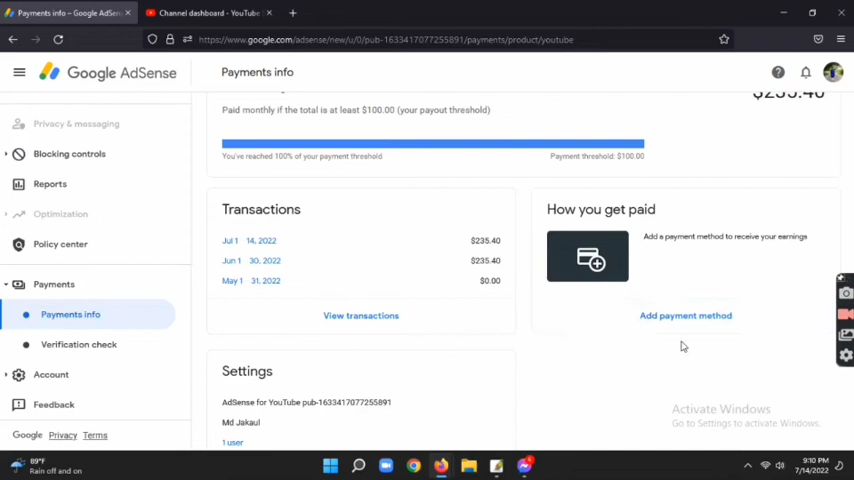 Payments info – Google AdSense
Channel dashboard - YouTube S
https://www.google.com/adsense/new/u/0/pub-1633417077255891/payments/product/youtube
Google AdSense
Payments info
Privacy & messaging
Blocking controls
Reports
Optimization
Policy center
Payments
Payments info
Verification check
Account
Feedback
Google Privacy Terms
$235.40
Paid monthly if the total is at least $100.00 (your payout threshold)
You've reached 100% of your payment threshold
Payment threshold: $100.00
Transactions
Jul 1 14, 2022 $235.40
Jun 1 30, 2022 $235.40
May 1 31, 2022 $0.00
View transactions
How you get paid
Add a payment method to receive your earnings
Add payment method
Settings
AdSense for YouTube pub-1633417077255891
Md Jakaul
1 user
Activate Windows
Go to Settings to activate Windows.
89°F
Rain off and on
9:10 PM
7/14/2022